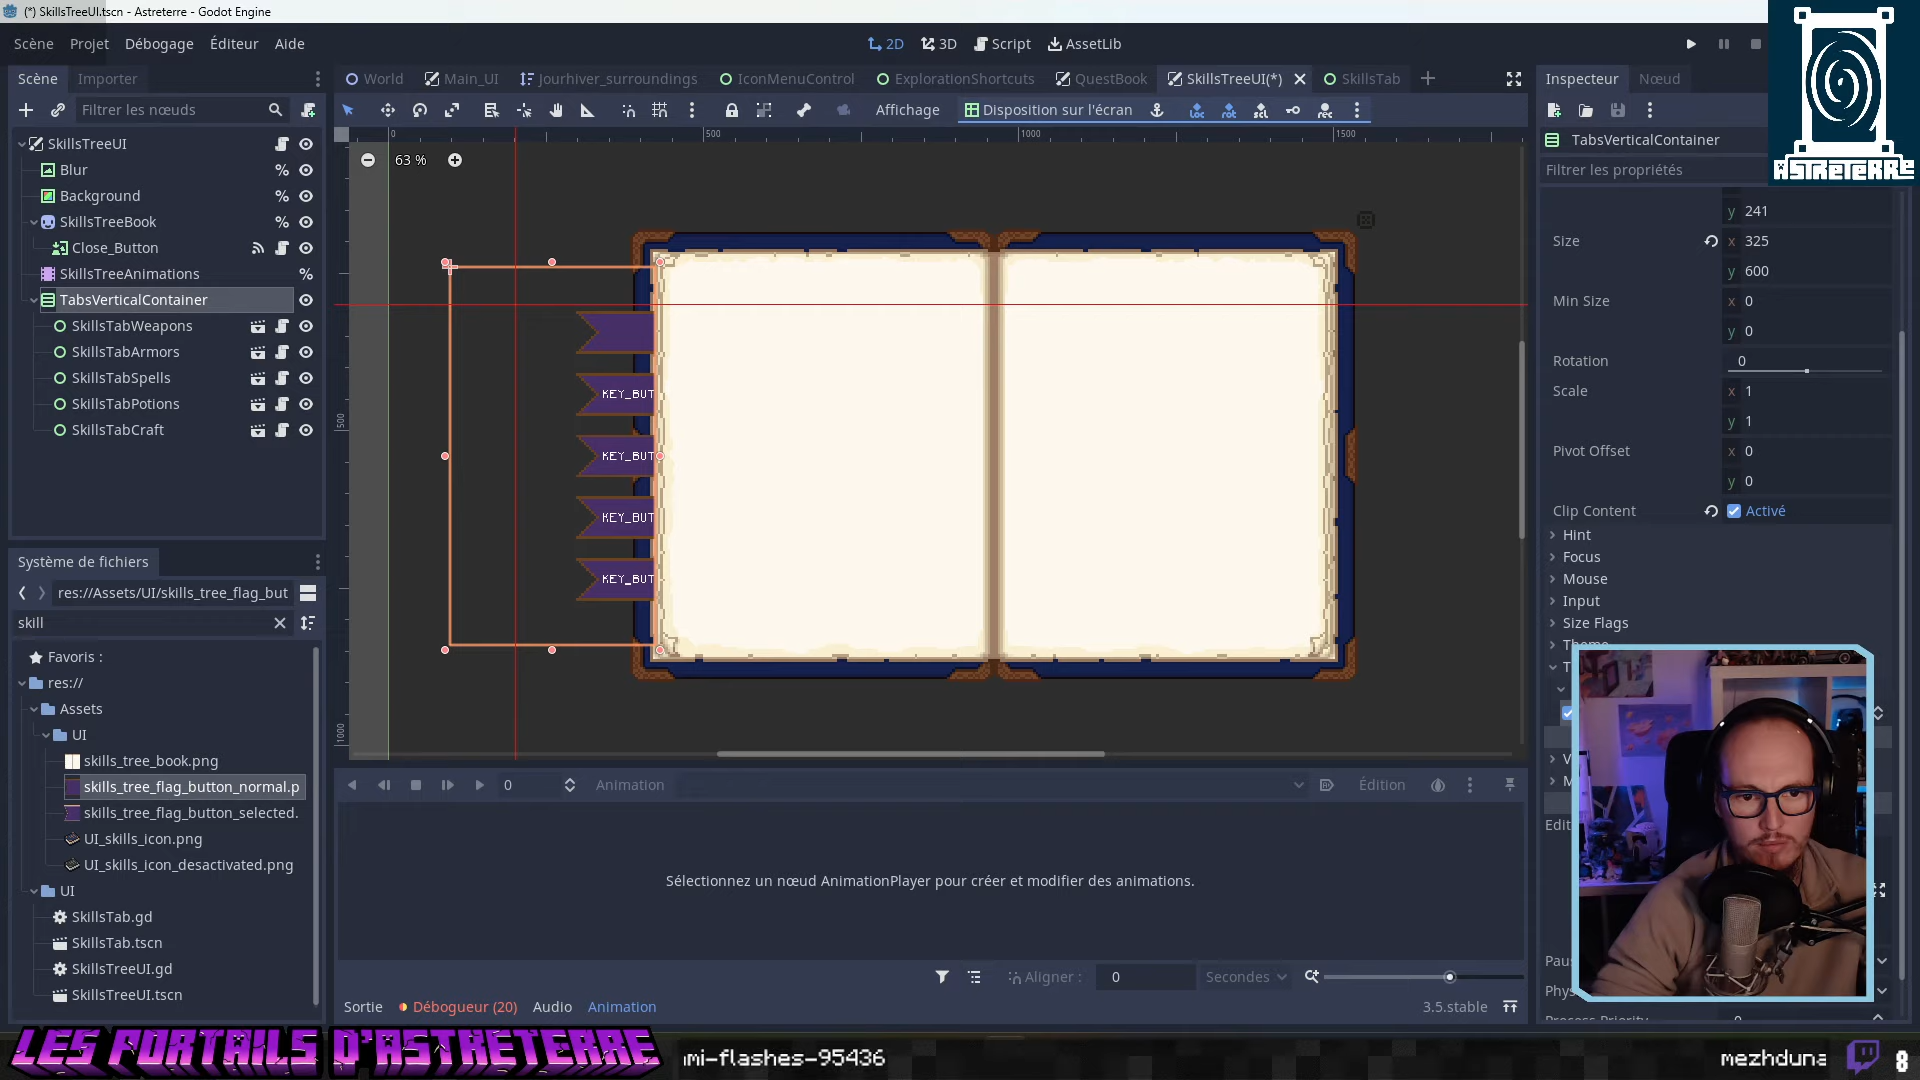 (*) SkillsTreeUI.tscn - Astreterre - Godot Engine
Scène Projet Débogage Éditeur Aide
2D 3D Script AssetLib
ASTRETERRE
Scène Importer
World Main_UI Jourhiver_surroundings IconMenuControl ExplorationShortcuts QuestBook SkillsTreeUI(*) SkillsTab
Inspecteur Nœud
Filtrer les nœuds
Affichage Disposition sur l'écran
63 %
0 500 1000 1500
500
1000
SkillsTreeUI
Blur
Background
SkillsTreeBook
Close_Button
SkillsTreeAnimations
TabsVerticalContainer
SkillsTabWeapons
SkillsTabArmors
SkillsTabSpells
SkillsTabPotions
SkillsTabCraft
KEY_BUT
KEY_BUT
KEY_BUT
KEY_BUT
TabsVerticalContainer
Filtrer les propriétés
y 241
Size x 325
y 600
Min Size x 0
y 0
Rotation 0
Scale x 1
y 1
Pivot Offset x 0
y 0
Clip Content Activé
Hint
Focus
Mouse
Input
Size Flags
Theme
Système de fichiers
res://Assets/UI/skills_tree_flag_but
skill
Favoris :
res://
Assets
UI
skills_tree_book.png
skills_tree_flag_button_normal.p
skills_tree_flag_button_selected.
UI_skills_icon.png
UI_skills_icon_desactivated.png
UI
SkillsTab.gd
SkillsTab.tscn
SkillsTreeUI.gd
SkillsTreeUI.tscn
0 Animation Édition
Sélectionnez un nœud AnimationPlayer pour créer et modifier des animations.
Aligner : 0 Secondes
Sortie Débogueur (20) Audio Animation 3.5.stable
LES PORTAILS D'ASTRETERRE
mi-flashes-95436
mezhduna
8